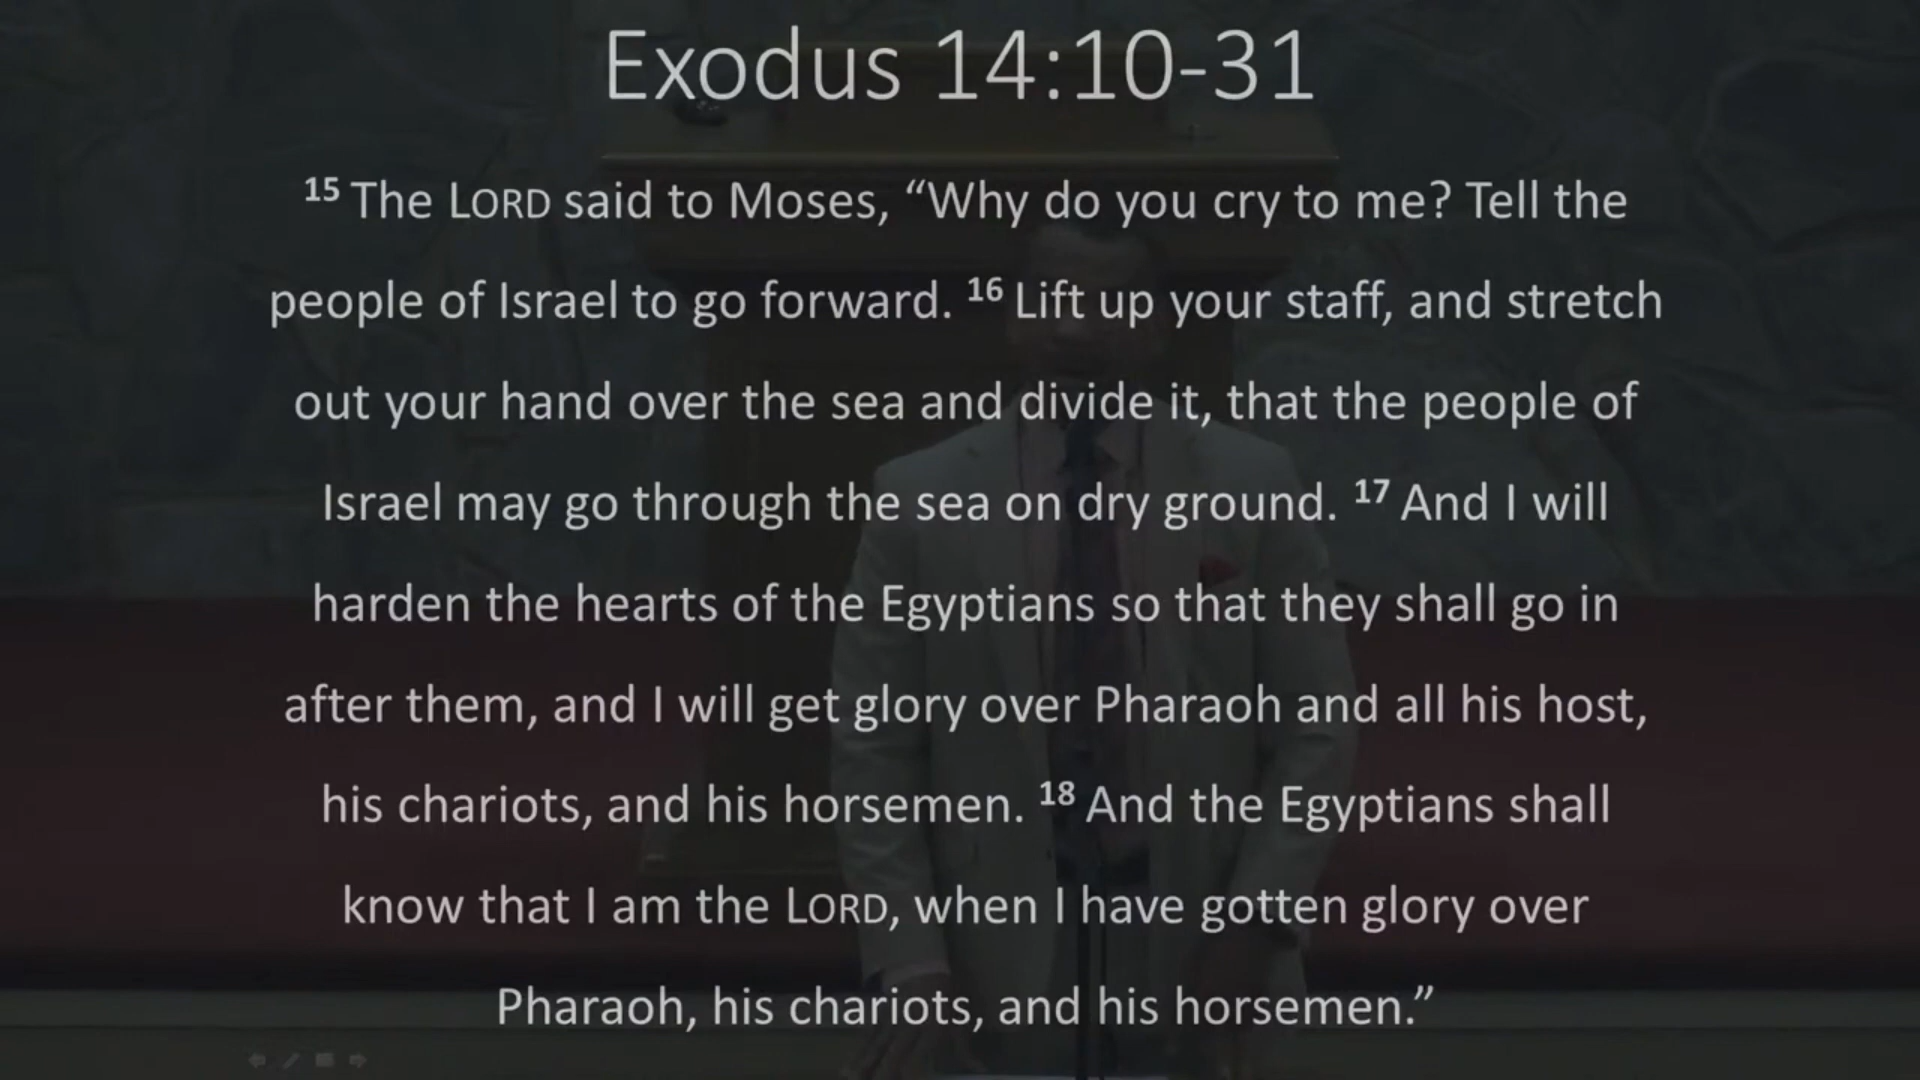 Exodus 14:10-31
15 The LORD said to Moses, “Why do you cry to me? Tell the
people of Israel to go forward. 16 Lift up your staff, and stretch
out your hand over the sea and divide it, that the people of
Israel may go through the sea on dry ground. 17 And I will
harden the hearts of the Egyptians so that they shall go in
after them, and I will get glory over Pharaoh and all his host,
his chariots, and his horsemen. 18 And the Egyptians shall
know that I am the LORD, when I have gotten glory over
Pharaoh, his chariots, and his horsemen.”